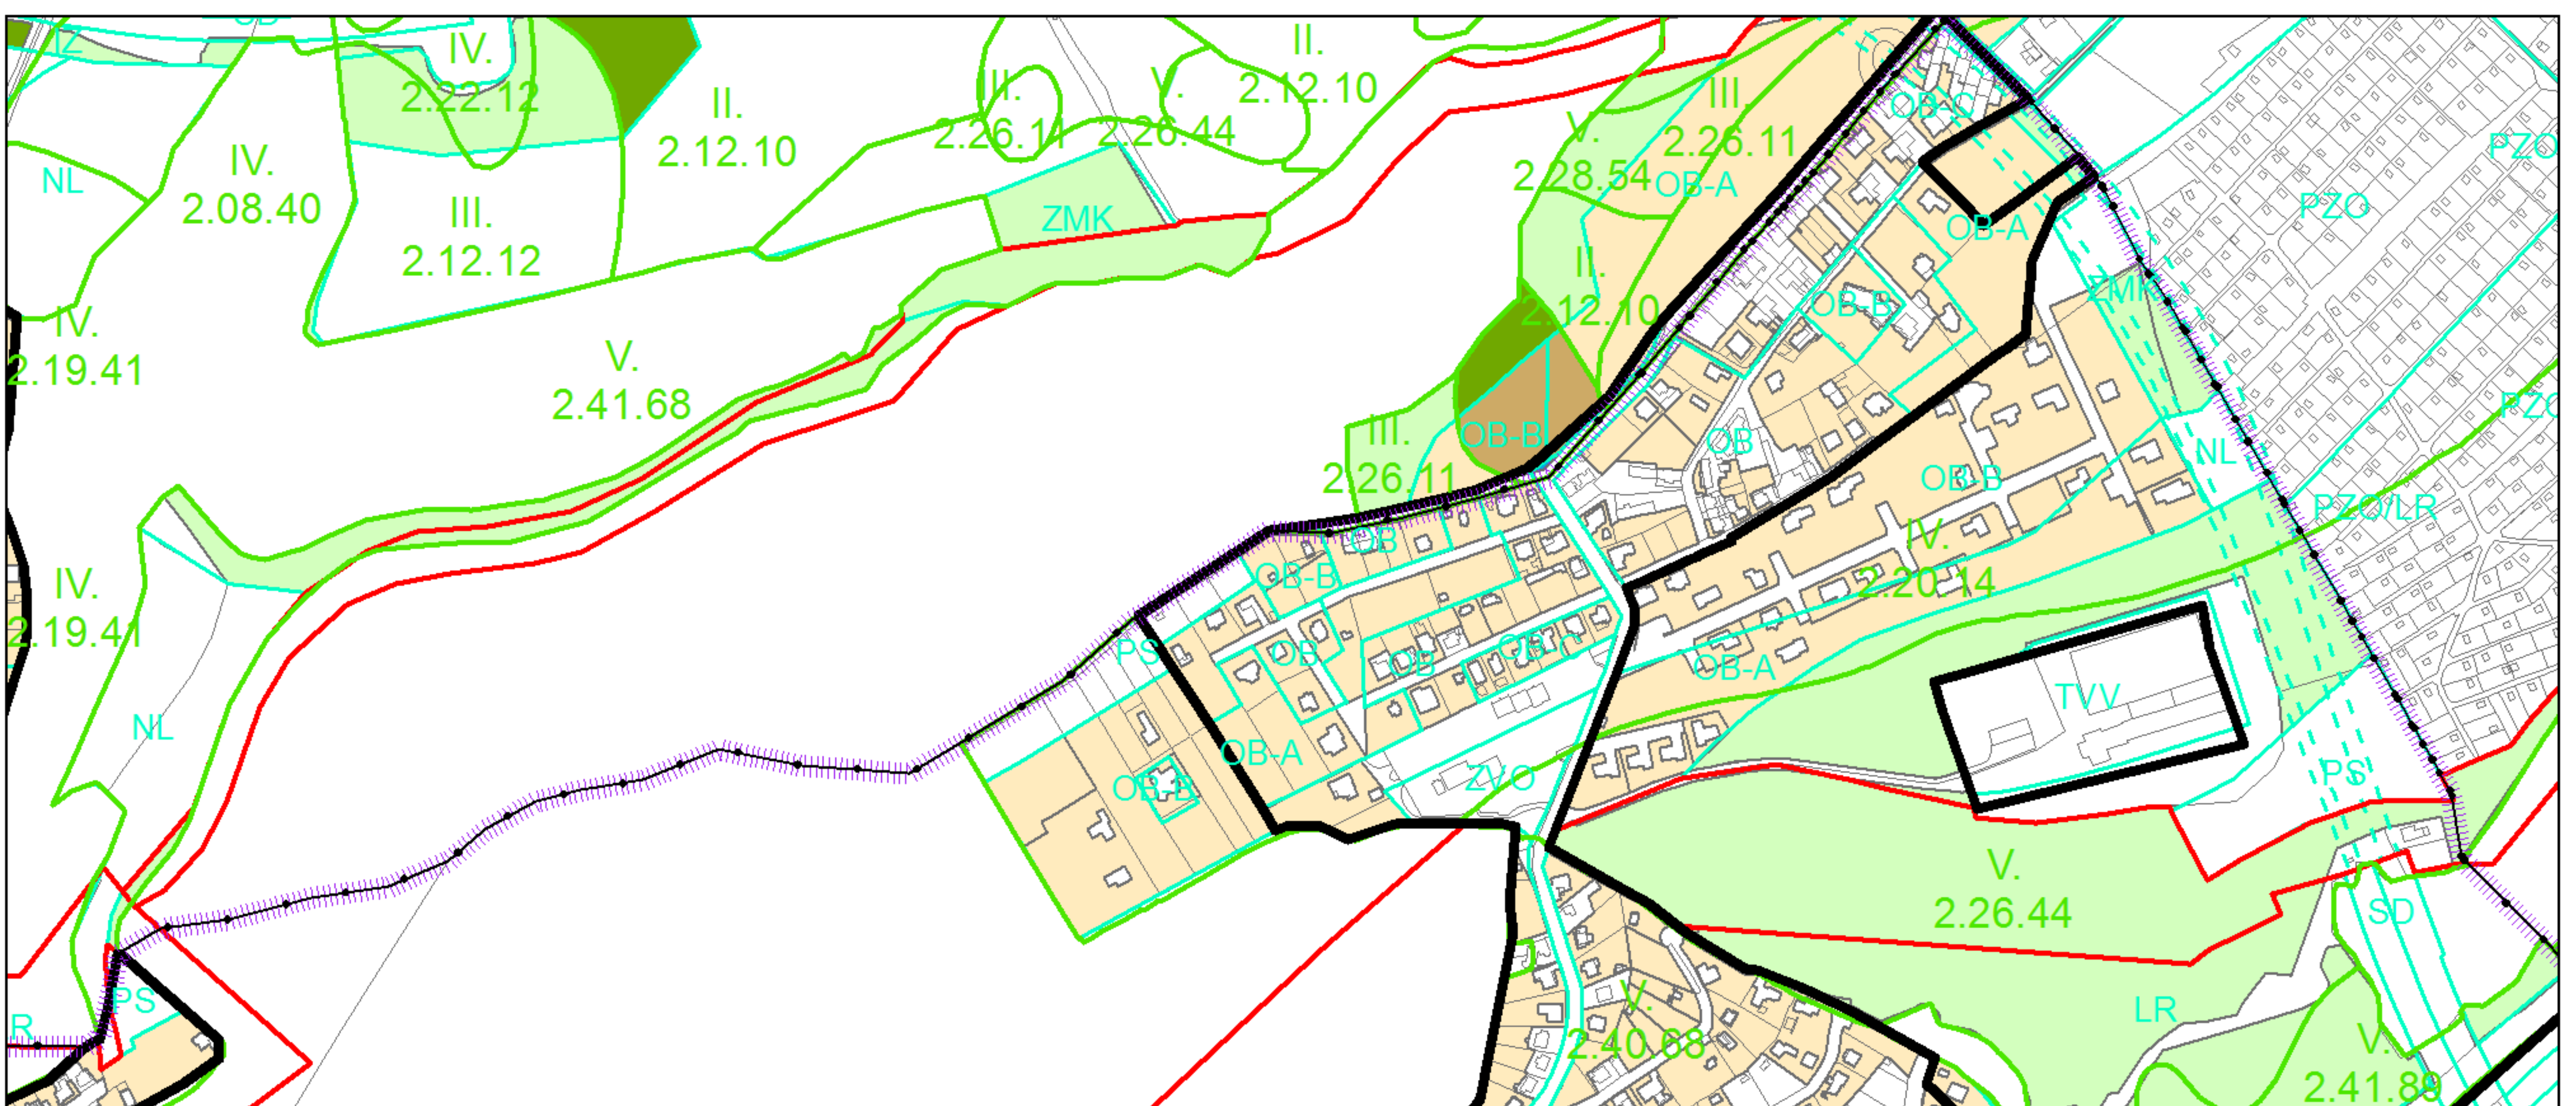 IZ
IV.
2.22.12
II.
2.12.10
III.
2.26.11
V.
2.26.44
II.
2.12.10
V.
2.28.54
III.
2.26.11
OB-A
OB-C
PZO
PZO
NL
IV.
2.08.40
III.
2.12.12
ZMK
OB-A
II.
2.12.10
OB-B
ZMK
IV.
2.19.41
V.
2.41.68
III.
2.26.11
OB-B
OB
OB-B
NL
PZO
PZO/LR
OB
OB-B
IV.
2.20.14
IV.
2.19.41
PS
OB
OB
OB-C
OB-A
TVV
NL
OB-A
OB-B
ZVO
PS
V.
2.26.44
SD
PS
R
V.
2.40.68
LR
V.
2.41.89